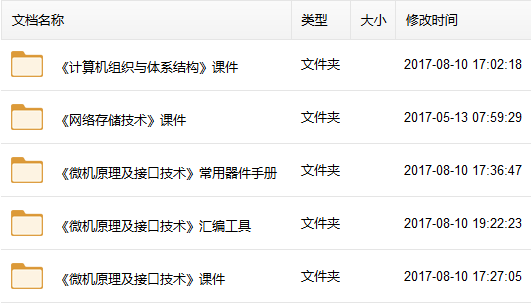 文档名称 类型 大小 修改时间
《计算机组织与体系结构》课件 文件夹 2017-08-10 17:02:18
《网络存储技术》课件 文件夹 2017-05-13 07:59:29
《微机原理及接口技术》常用器件手册 文件夹 2017-08-10 17:36:47
《微机原理及接口技术》汇编工具 文件夹 2017-08-10 19:22:23
《微机原理及接口技术》课件 文件夹 2017-08-10 17:27:05